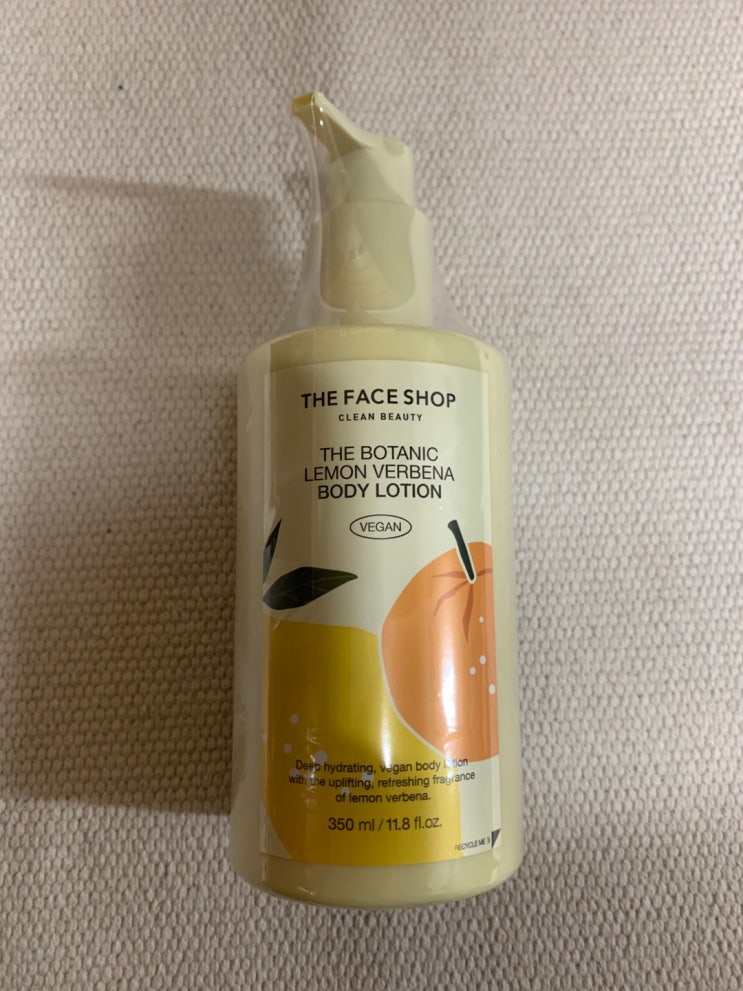 THE FACE SHOP
CLEAN BEAUTY
THE BOTANIC
LEMON VERBENA
BODY LOTION
VEGAN
Deep hydrating, vegan body lotion
with the uplifting, refreshing fragrance
of lemon verbena.
350 ml / 11.8 fl.oz.
RECYCLE ME